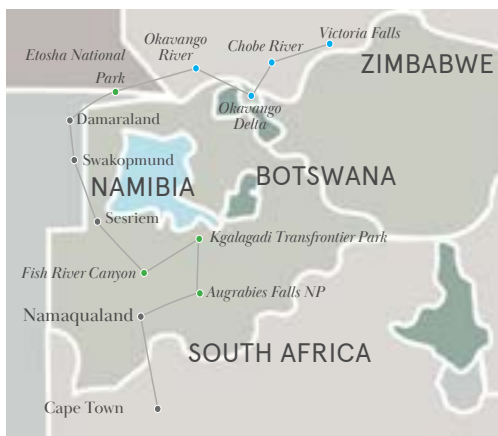 Victoria Falls
Okavango
River
Chobe River
Etosha National
Park
ZIMBABWE
Okavango
Delta
Damaraland
Swakopmund
BOTSWANA
NAMIBIA
Sesriem
Kgalagadi Transfrontier Park
Fish River Canyon
Augrabies Falls NP
Namaqualand
SOUTH AFRICA
Cape Town